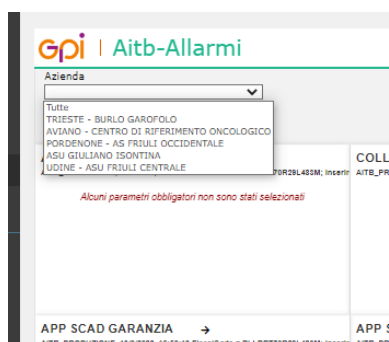 GPI | Aitb-Allarmi
Azienda
Tutte
TRIESTE - BURLO GAROFOLO
AVIANO - CENTRO DI RIFERIMENTO ONCOLOGICO
PORDENONE - AS FRIULI OCCIDENTALE
ASU GIULIANO ISONTINA
UDINE - ASU FRIULI CENTRALE
COLL
inserir
AITB_PR
Alcuni parametri obbligatori non sono stati selezionati
APP SCAD GARANZIA →
APP S